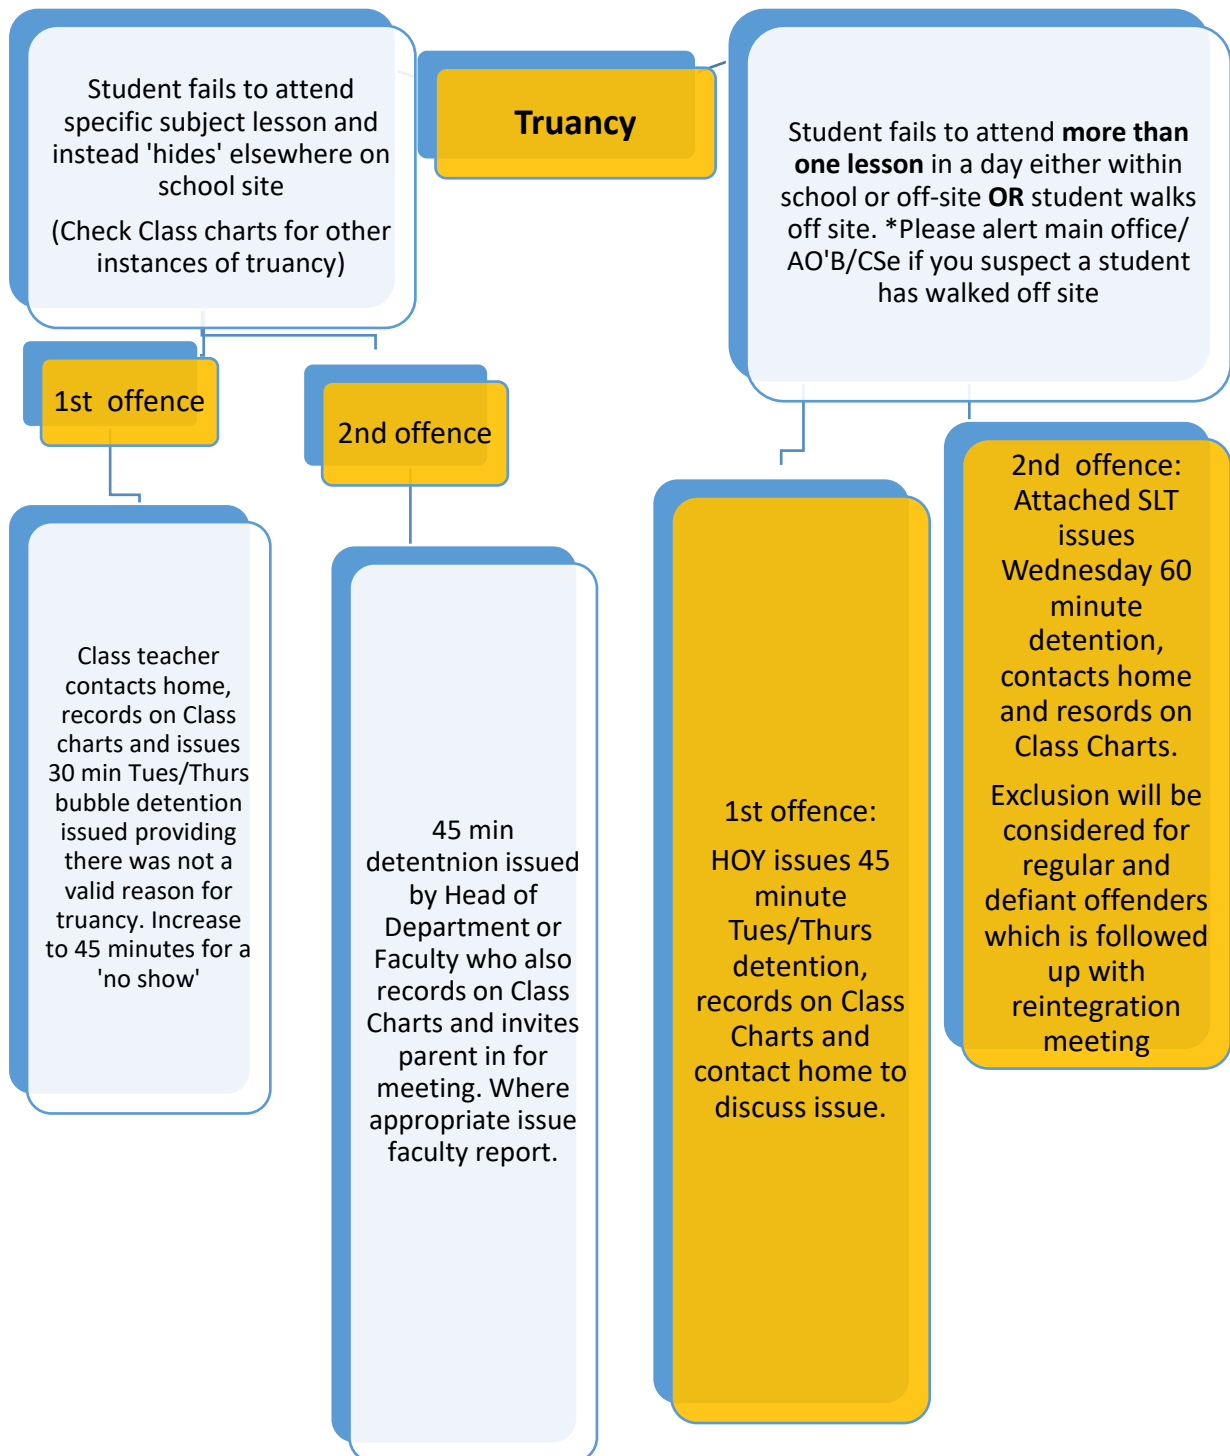 Truancy
Student fails to attend
specific subject lesson and
instead 'hides' elsewhere on
school site
(Check Class charts for other
instances of truancy)
1st  offence
Class teacher
contacts home,
records on Class
charts and issues
30 min Tues/Thurs
bubble detention
issued providing
there was not a
valid reason for
truancy. Increase
to 45 minutes for a
'no show'
2nd offence
45 min
detentnion issued
by Head of
Department or
Faculty who also
records on Class
Charts and invites
parent in for
meeting. Where
appropriate issue
faculty report.
Student fails to attend more than
one lesson in a day either within
school or off-site OR student walks
off site. *Please alert main office/
AO'B/CSe if you suspect a student
has walked off site
1st offence:
HOY issues 45
minute
Tues/Thurs
detention,
records on Class
Charts and
contact home to
discuss issue.
2nd  offence:
Attached SLT
issues
Wednesday 60
minute
detention,
contacts home
and resords on
Class Charts.
Exclusion will be
considered for
regular and
defiant offenders
which is followed
up with
reintegration
meeting